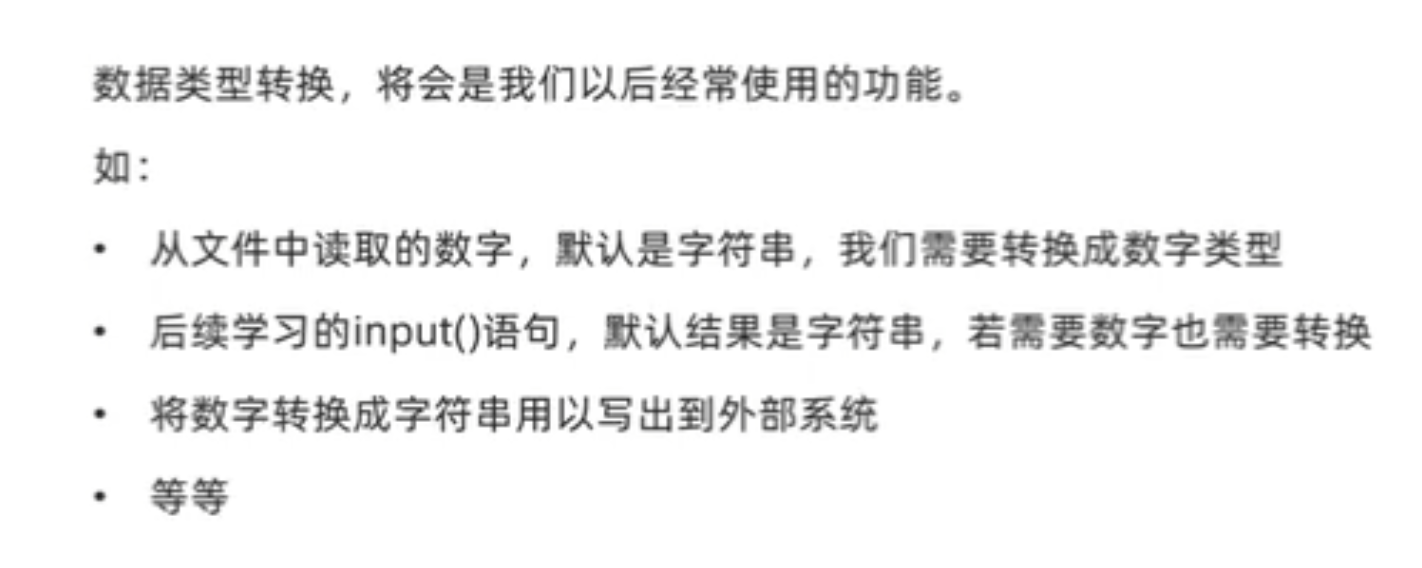 数据类型转换，将会是我们以后经常使用的功能。
如：
• 从文件中读取的数字，默认是字符串，我们需要转换成数字类型
• 后续学习的input()语句，默认结果是字符串，若需要数字也需要转换
• 将数字转换成字符串用以写出到外部系统
• 等等